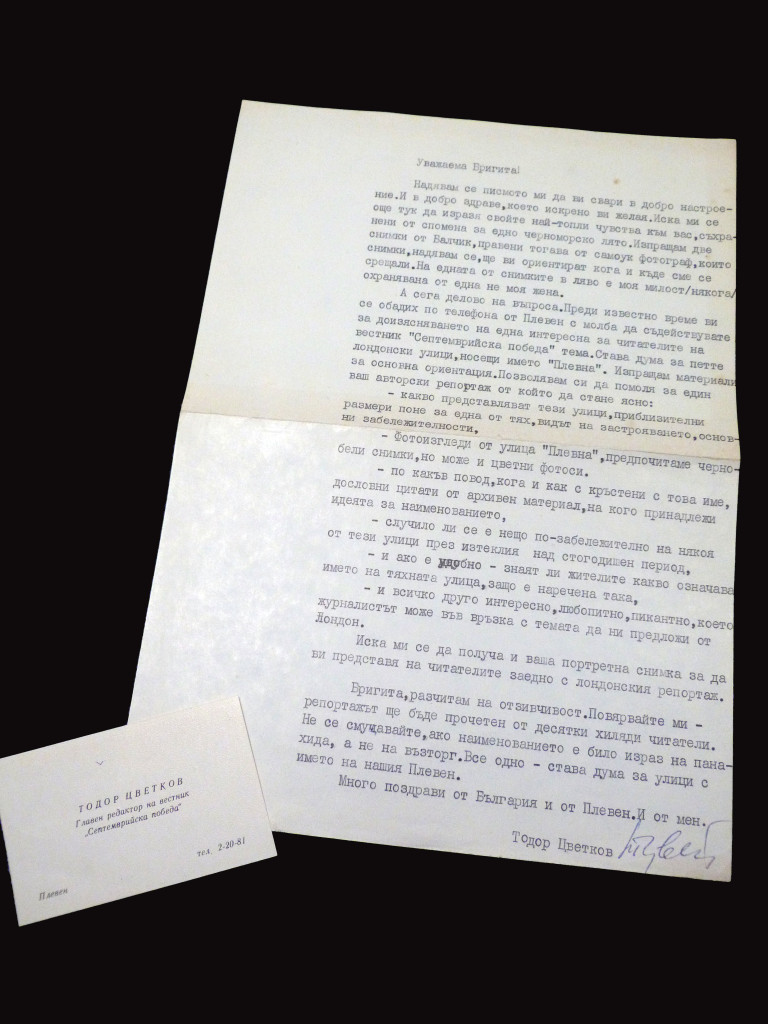 Уважаема Бригита!
Надявам се писмото ми да ви свари в добро настрое-
ние.И в добро здраве,което искрено ви желая.Иска ми се
още тук да изразя свойте най-топли чувства към вас,съхра-
нени от спомена за едно черноморско лято.Изпращам две
снимки от Балчик,правени тогава от самоук фотограф,които
снимки,надявам се,ще ви ориентират кога и къде сме се
срещали.На едната от снимките в ляво е моя милост/някога/
охранявана от една не моя жена.
А сега делово на въпроса.Преди известно време ви
се обадих по телефона от Плевен с молба да съдействувате
за доизясняването на една интересна за читателите на
вестник "Септемврийска победа" тема.Става дума за петте
лондонски улици,носещи името "Плевна". Изпращам материали
за основна ориентация.Позволявам си да помоля за един
ваш авторски репортаж от който да стане ясно:
- какво представляват тези улици,приблизителни
размери поне за една от тях,видът на застрояването,основ-
ни забележителности,
- Фотоизгледи от улица "Плевна",предпочитаме черно-
бели снимки,но може и цветни фотоси.
- по какъв повод,кога и как с кръстени с това име,
дословни цитати от архивен материал,на кого принадлежи
идеята за наименованието,
- случило ли се е нещо по-забележително на някоя
от тези улици през изтеклия над стогодишен период,
- и ако е удобно - знаят ли жителите какво означава
името на тяхната улица,защо е наречена така,
- и всичко друго интересно,любопитно,пикантно,което
журналистът може във връзка с темата да ни предложи от
Лондон.
Иска ми се да получа и ваша портретна снимка за да
ви представя на читателите заедно с лондонския репортаж.
Бригита,разчитам на отзивчивост.Повярвайте ми -
репортажът ще бъде прочетен от десятки хиляди читатели.
Не се смущавайте,ако наименованието е било израз на пана-
хида, а не на възторг.Все одно - става дума за улици с
името на нашия Плевен.
Много поздрави от България и от Плевен.И от мен.
Тодор Цветков
ТОДОР ЦВЕТКОВ
Главен редактор на вестник
„Септемврийска победа"
тел. 2-20-81
Плевен